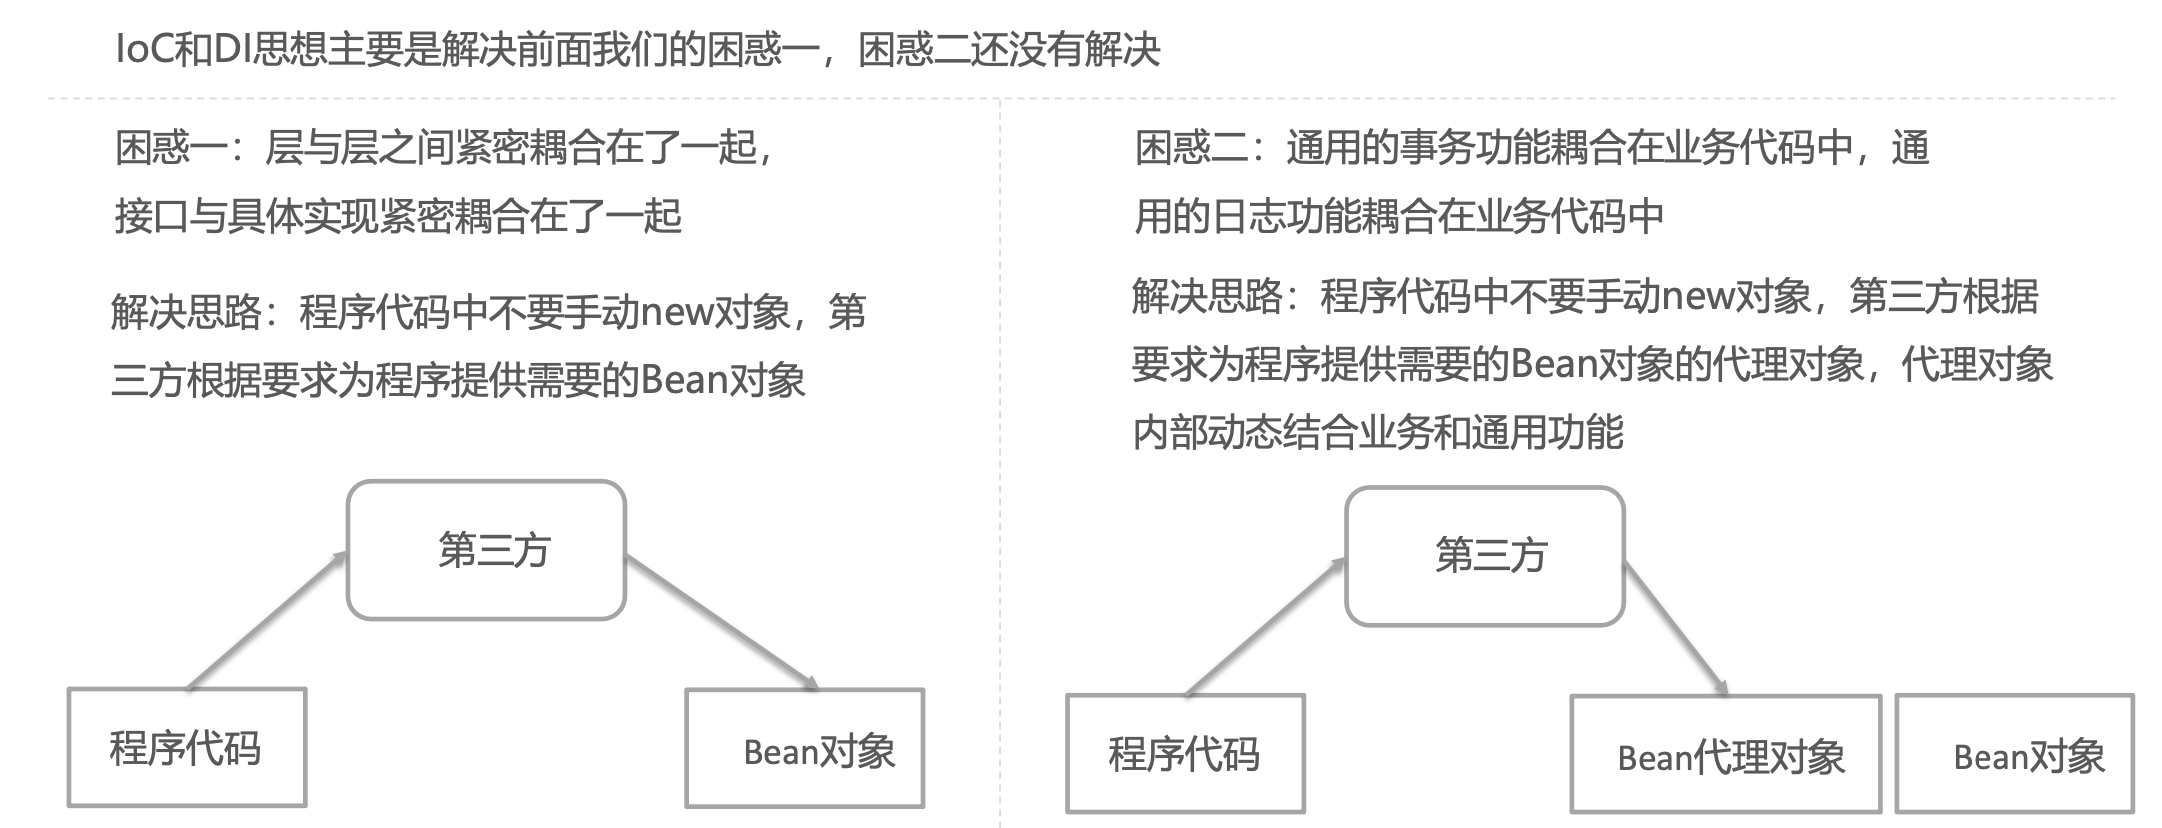 IoC和DI思想主要是解决前面我们的困惑一，困惑二还没有解决
困惑一：层与层之间紧密耦合在了一起，
接口与具体实现紧密耦合在了一起
解决思路：程序代码中不要手动new对象，第
三方根据要求为程序提供需要的Bean对象
第三方
程序代码
Bean对象
困惑二：通用的事务功能耦合在业务代码中，通
用的日志功能耦合在业务代码中
解决思路：程序代码中不要手动new对象，第三方根据
要求为程序提供需要的Bean对象的代理对象，代理对象
内部动态结合业务和通用功能
第三方
程序代码
Bean代理对象
Bean对象